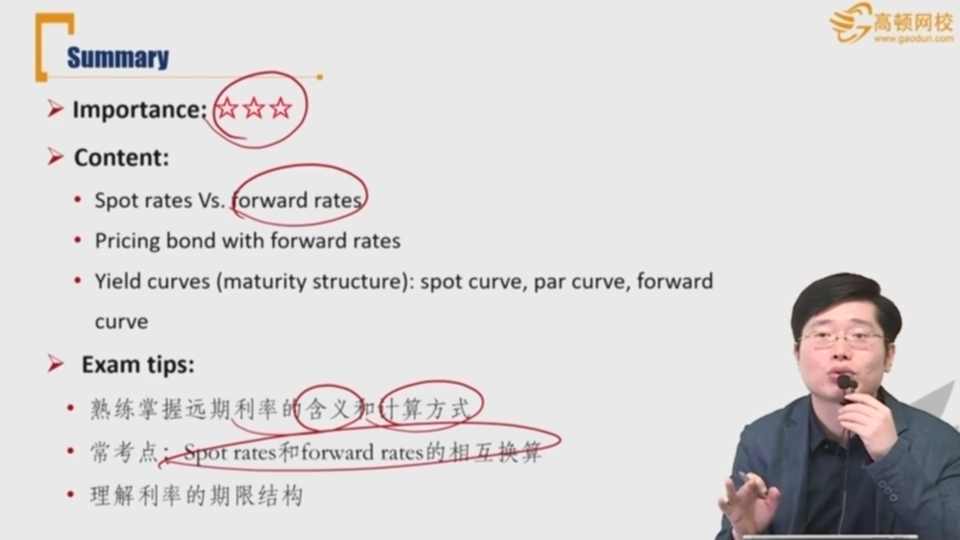 高顿网校
www.gaodun.com
Summary
Importance: ☆☆☆
Content:
Spot rates Vs. forward rates
Pricing bond with forward rates
Yield curves (maturity structure): spot curve, par curve, forward
curve
Exam tips:
熟练掌握远期利率的含义和计算方式
常考点：Spot rates和forward rates的相互换算
理解利率的期限结构